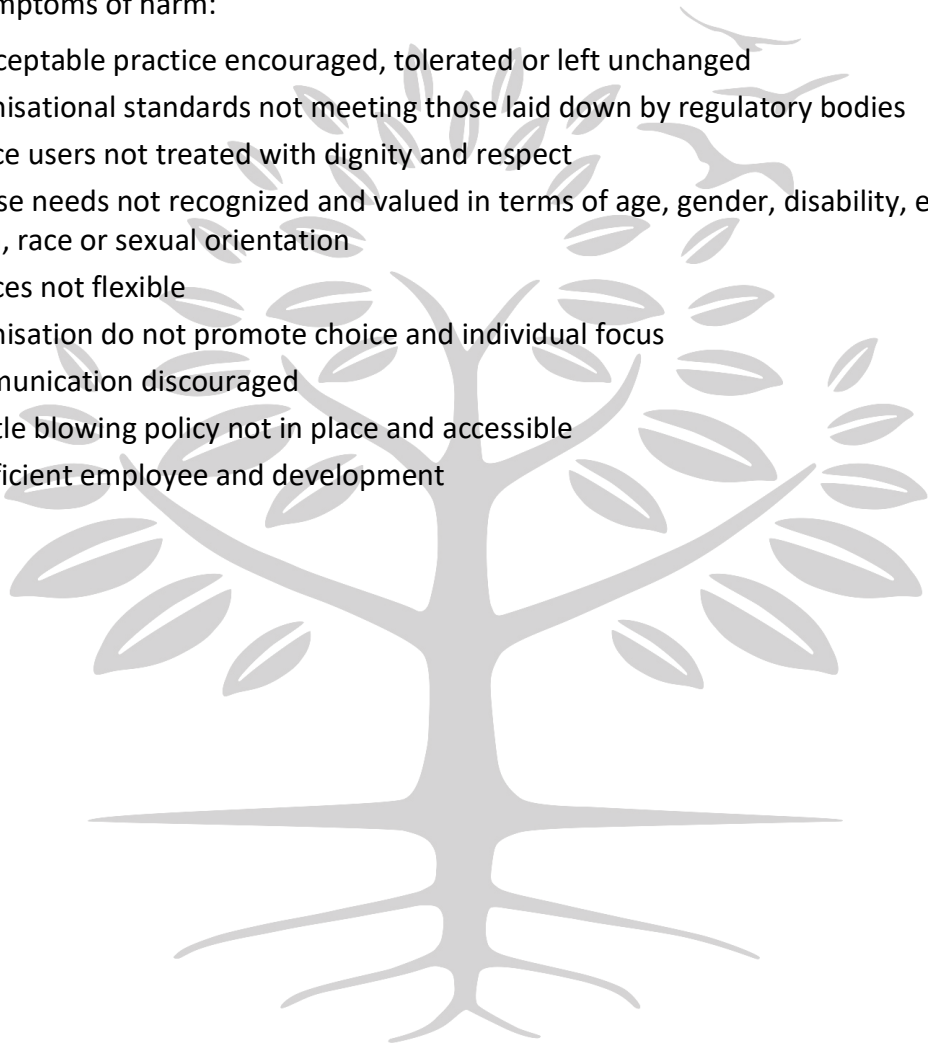 mptoms of harm:
ceptable practice encouraged, tolerated or left unchanged
nisational standards not meeting those laid down by regulatory bodies
ce users not treated with dignity and respect
se needs not recognized and valued in terms of age, gender, disability, e
, race or sexual orientation
ces not flexible
nisation do not promote choice and individual focus
munication discouraged
tle blowing policy not in place and accessible
ficient employee and development